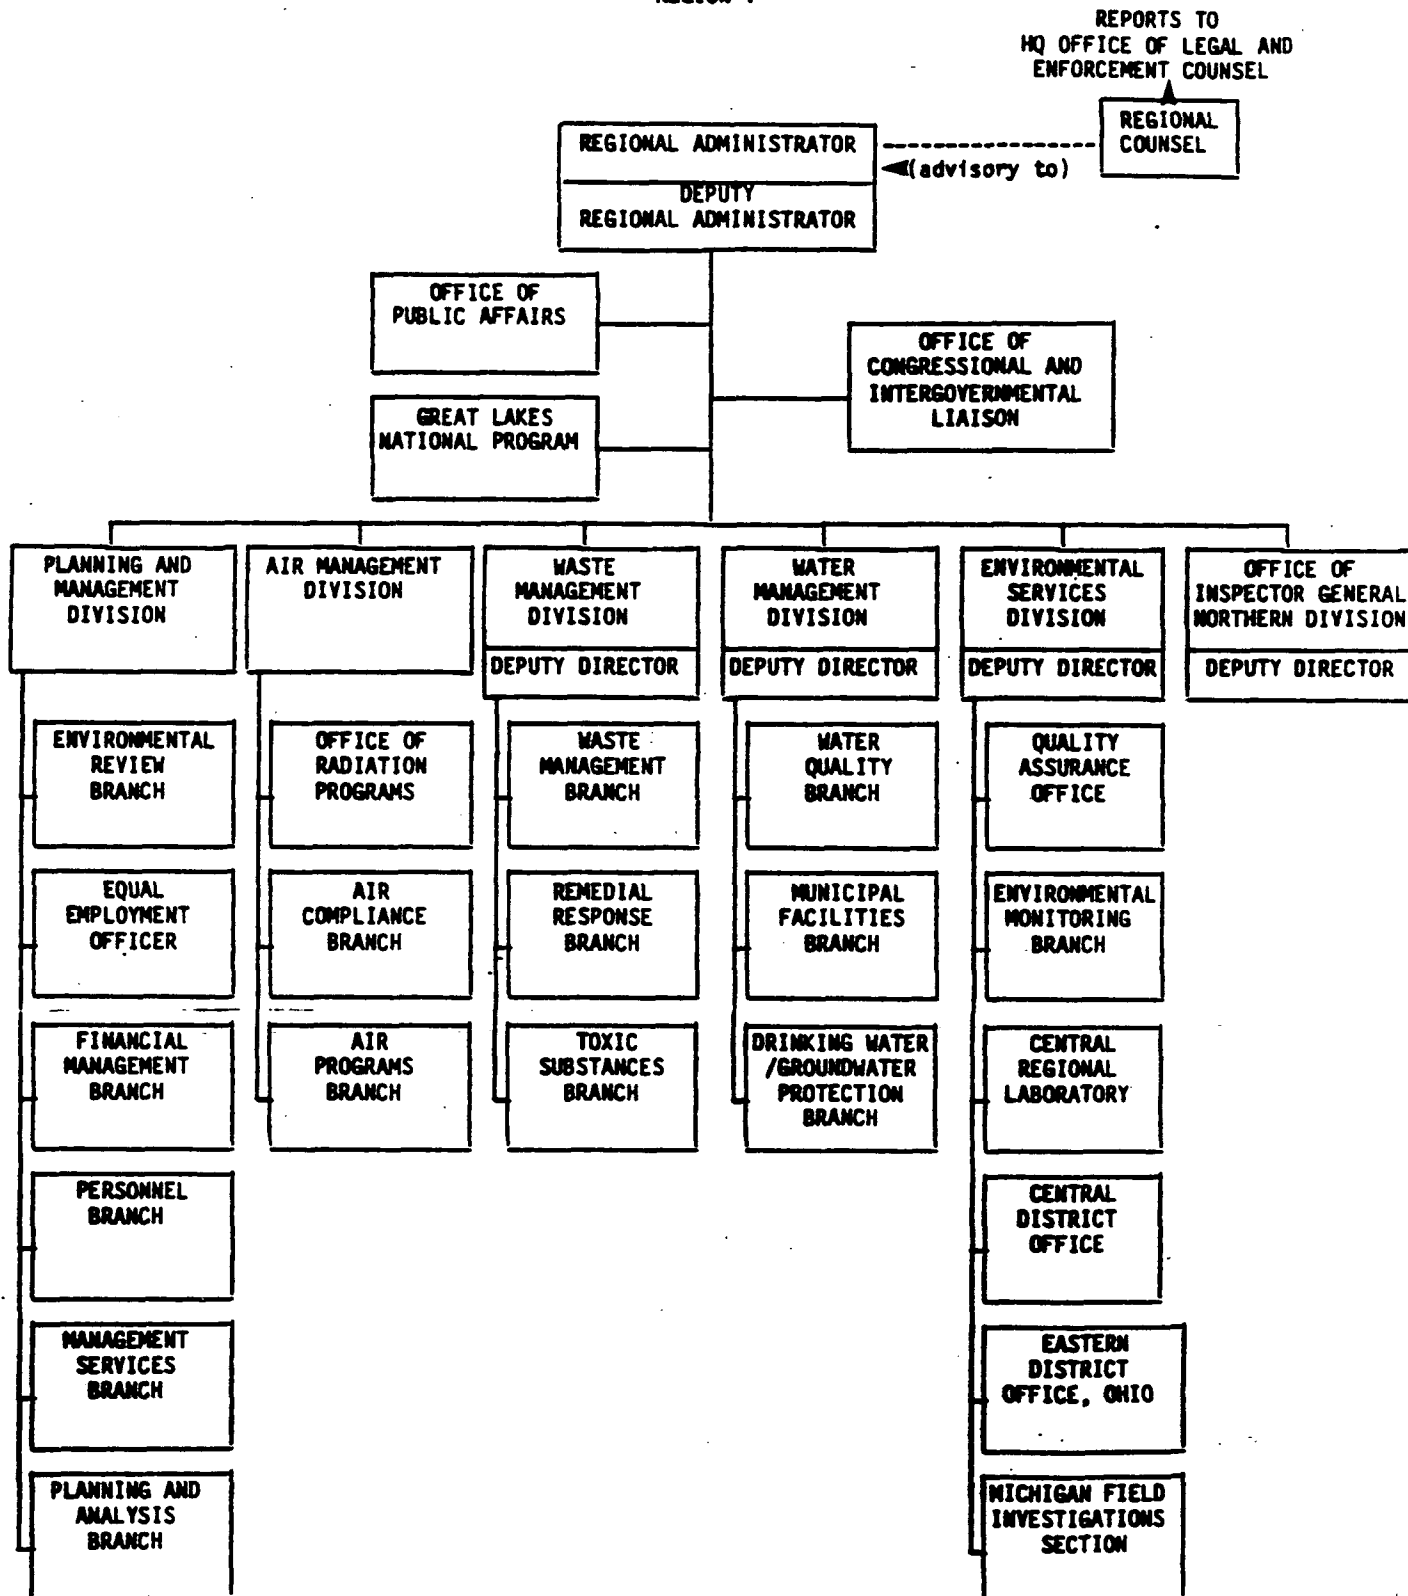 REPORTS TO
HQ OFFICE OF LEGAL AND
ENFORCEMENT COUNSEL
REGIONAL
COUNSEL
REGIONAL ADMINISTRATOR
(advisory to)
DEPUTY
REGIONAL ADMINISTRATOR
OFFICE OF
PUBLIC AFFAIRS
OFFICE OF
CONGRESSIONAL AND
INTERGOVERNMENTAL
LIAISON
GREAT LAKES
NATIONAL PROGRAM
PLANNING AND
MANAGEMENT
DIVISION
AIR MANAGEMENT
DIVISION
WASTE
MANAGEMENT
DIVISION
DEPUTY DIRECTOR
WATER
MANAGEMENT
DIVISION
DEPUTY DIRECTOR
ENVIRONMENTAL
SERVICES
DIVISION
DEPUTY DIRECTOR
OFFICE OF
INSPECTOR GENERAL
NORTHERN DIVISION
DEPUTY DIRECTOR
ENVIRONMENTAL
REVIEW
BRANCH
EQUAL
EMPLOYMENT
OFFICER
FINANCIAL
MANAGEMENT
BRANCH
PERSONNEL
BRANCH
MANAGEMENT
SERVICES
BRANCH
PLANNING AND
ANALYSIS
BRANCH
OFFICE OF
RADIATION
PROGRAMS
AIR
COMPLIANCE
BRANCH
AIR
PROGRAMS
BRANCH
WASTE
MANAGEMENT
BRANCH
REMEDIAL
RESPONSE
BRANCH
TOXIC
SUBSTANCES
BRANCH
WATER
QUALITY
BRANCH
MUNICIPAL
FACILITIES
BRANCH
DRINKING WATER
/GROUNDWATER
PROTECTION
BRANCH
QUALITY
ASSURANCE
OFFICE
ENVIRONMENTAL
MONITORING
BRANCH
CENTRAL
REGIONAL
LABORATORY
CENTRAL
DISTRICT
OFFICE
EASTERN
DISTRICT
OFFICE, OHIO
MICHIGAN FIELD
INVESTIGATIONS
SECTION